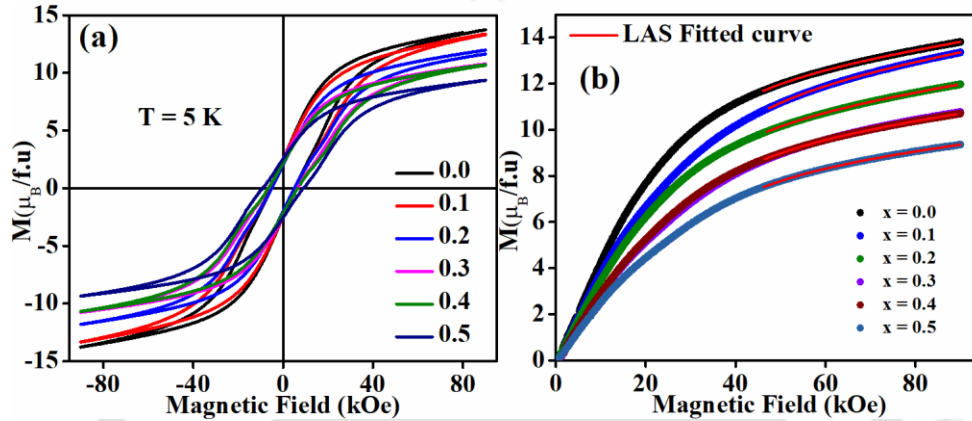 (a)
T = 5 K
0.0
0.1
0.2
0.3
0.4
0.5
15
10
5
0
-5
-10
-15
M(μB/f.u)
-80 -40 0 40 80
Magnetic Field (kOe)
LAS Fitted curve
(b)
x = 0.0
x = 0.1
x = 0.2
x = 0.3
x = 0.4
x = 0.5
14
12
10
8
6
4
2
0
M(μB/f.u)
0 20 40 60 80
Magnetic Field (kOe)